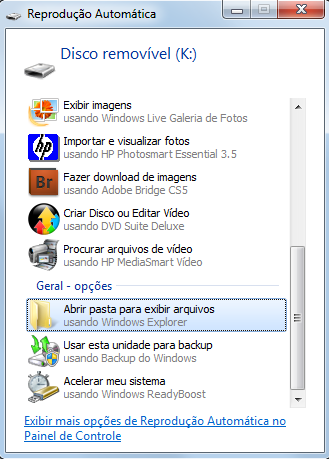 Reprodução Automática
Disco removível (K:)
Exibir imagens
usando Windows Live Galeria de Fotos
hp
Importar e visualizar fotos
usando HP Photosmart Essential 3.5
Br
Fazer download de imagens
usando Adobe Bridge CS5
Criar Disco ou Editar Vídeo
usando DVD Suite Deluxe
Procurar arquivos de vídeo
usando HP MediaSmart Vídeo
Geral - opções
Abrir pasta para exibir arquivos
usando Windows Explorer
Usar esta unidade para backup
usando Backup do Windows
Acelerar meu sistema
usando Windows ReadyBoost
Exibir mais opções de Reprodução Automática no
Painel de Controle